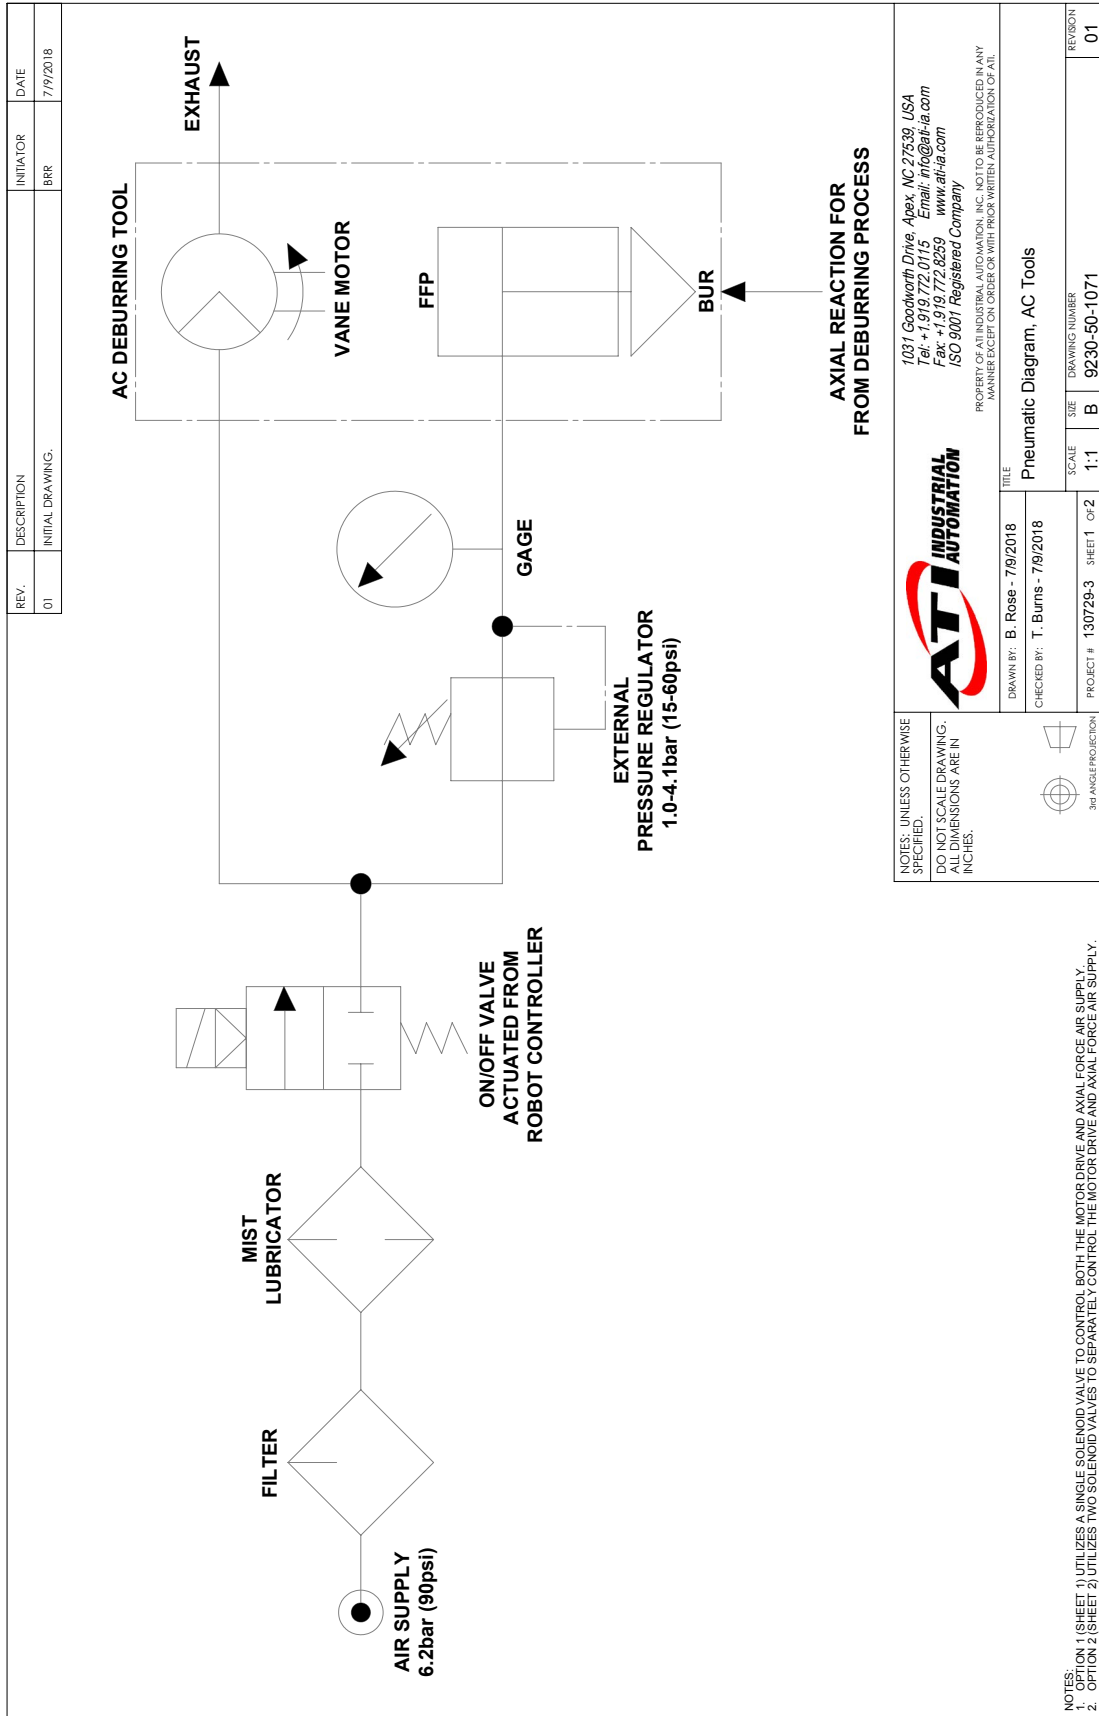 REV. DESCRIPTION INITIATOR DATE
01 INITIAL DRAWING. BRR 7/9/2018
AIR SUPPLY
6.2bar (90psi)
FILTER
MIST
LUBRICATOR
ON/OFF VALVE
ACTUATED FROM
ROBOT CONTROLLER
EXTERNAL
PRESSURE REGULATOR
1.0-4.1bar (15-60psi)
GAGE
AC DEBURRING TOOL
EXHAUST
VANE MOTOR
FFP
BUR
AXIAL REACTION FOR
FROM DEBURRING PROCESS
NOTES:
1. OPTION 1 (SHEET 1) UTILIZES A SINGLE SOLENOID VALVE TO CONTROL BOTH THE MOTOR DRIVE AND AXIAL FORCE AIR SUPPLY.
2. OPTION 2 (SHEET 2) UTILIZES TWO SOLENOID VALVES TO SEPARATELY CONTROL THE MOTOR DRIVE AND AXIAL FORCE AIR SUPPLY.
NOTES: UNLESS OTHERWISE
SPECIFIED.
DO NOT SCALE DRAWING.
ALL DIMENSIONS ARE IN
INCHES.
3rd ANGLE PROJECTION
ATI INDUSTRIAL
AUTOMATION
1031 Goodworth Drive, Apex, NC 27539, USA
Tel: +1.919.772.0115 Email: info@ati-ia.com
Fax: +1.919.772.8259 www.ati-ia.com
ISO 9001 Registered Company
PROPERTY OF ATI INDUSTRIAL AUTOMATION, INC. NOT TO BE REPRODUCED IN ANY
MANNER EXCEPT ON ORDER OR WITH PRIOR WRITTEN AUTHORIZATION OF ATI.
DRAWN BY: B. Rose - 7/9/2018
CHECKED BY: T. Burns - 7/9/2018
TITLE
Pneumatic Diagram, AC Tools
PROJECT # 130729-3 SHEET 1 OF 2
SCALE
1:1
SIZE
B
DRAWING NUMBER
9230-50-1071
REVISION
01